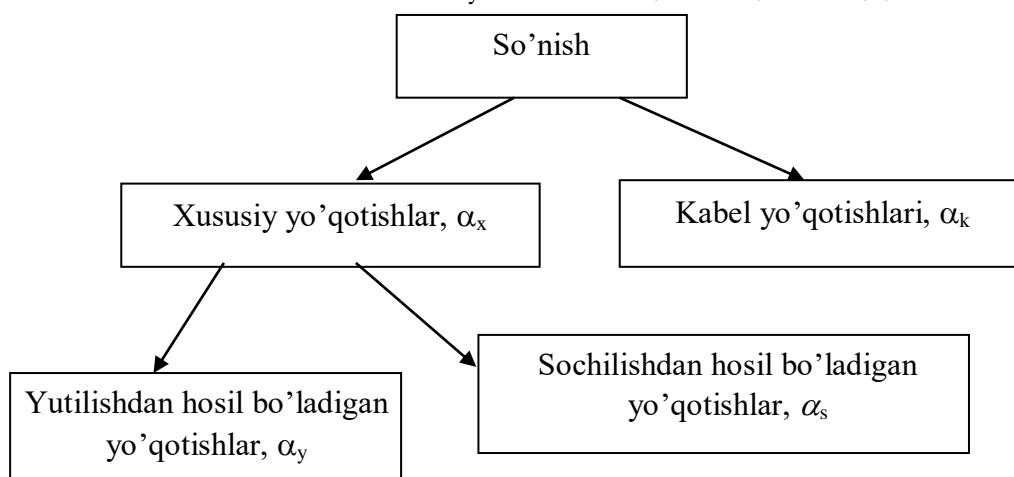 So’nish
Xususiy yo’qotishlar, αx
Kabel yo’qotishlari, αk
Yutilishdan hosil bo’ladigan
yo’qotishlar, αy
Sochilishdan hosil bo’ladigan
yo’qotishlar, αs